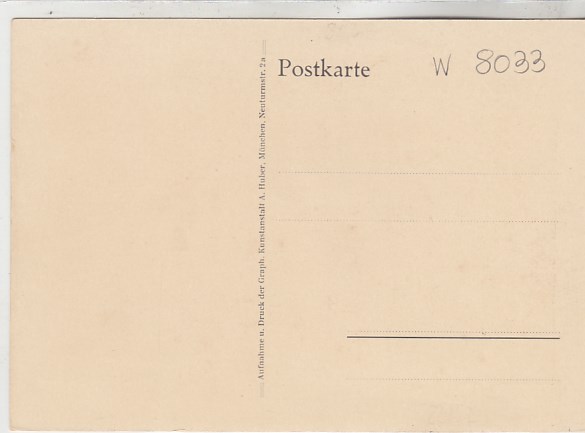 Postkarte
W 8033
Aufnahme u. Druck der Graph. Kunstanstalt A. Huber, München, Neuturmstr. 2a